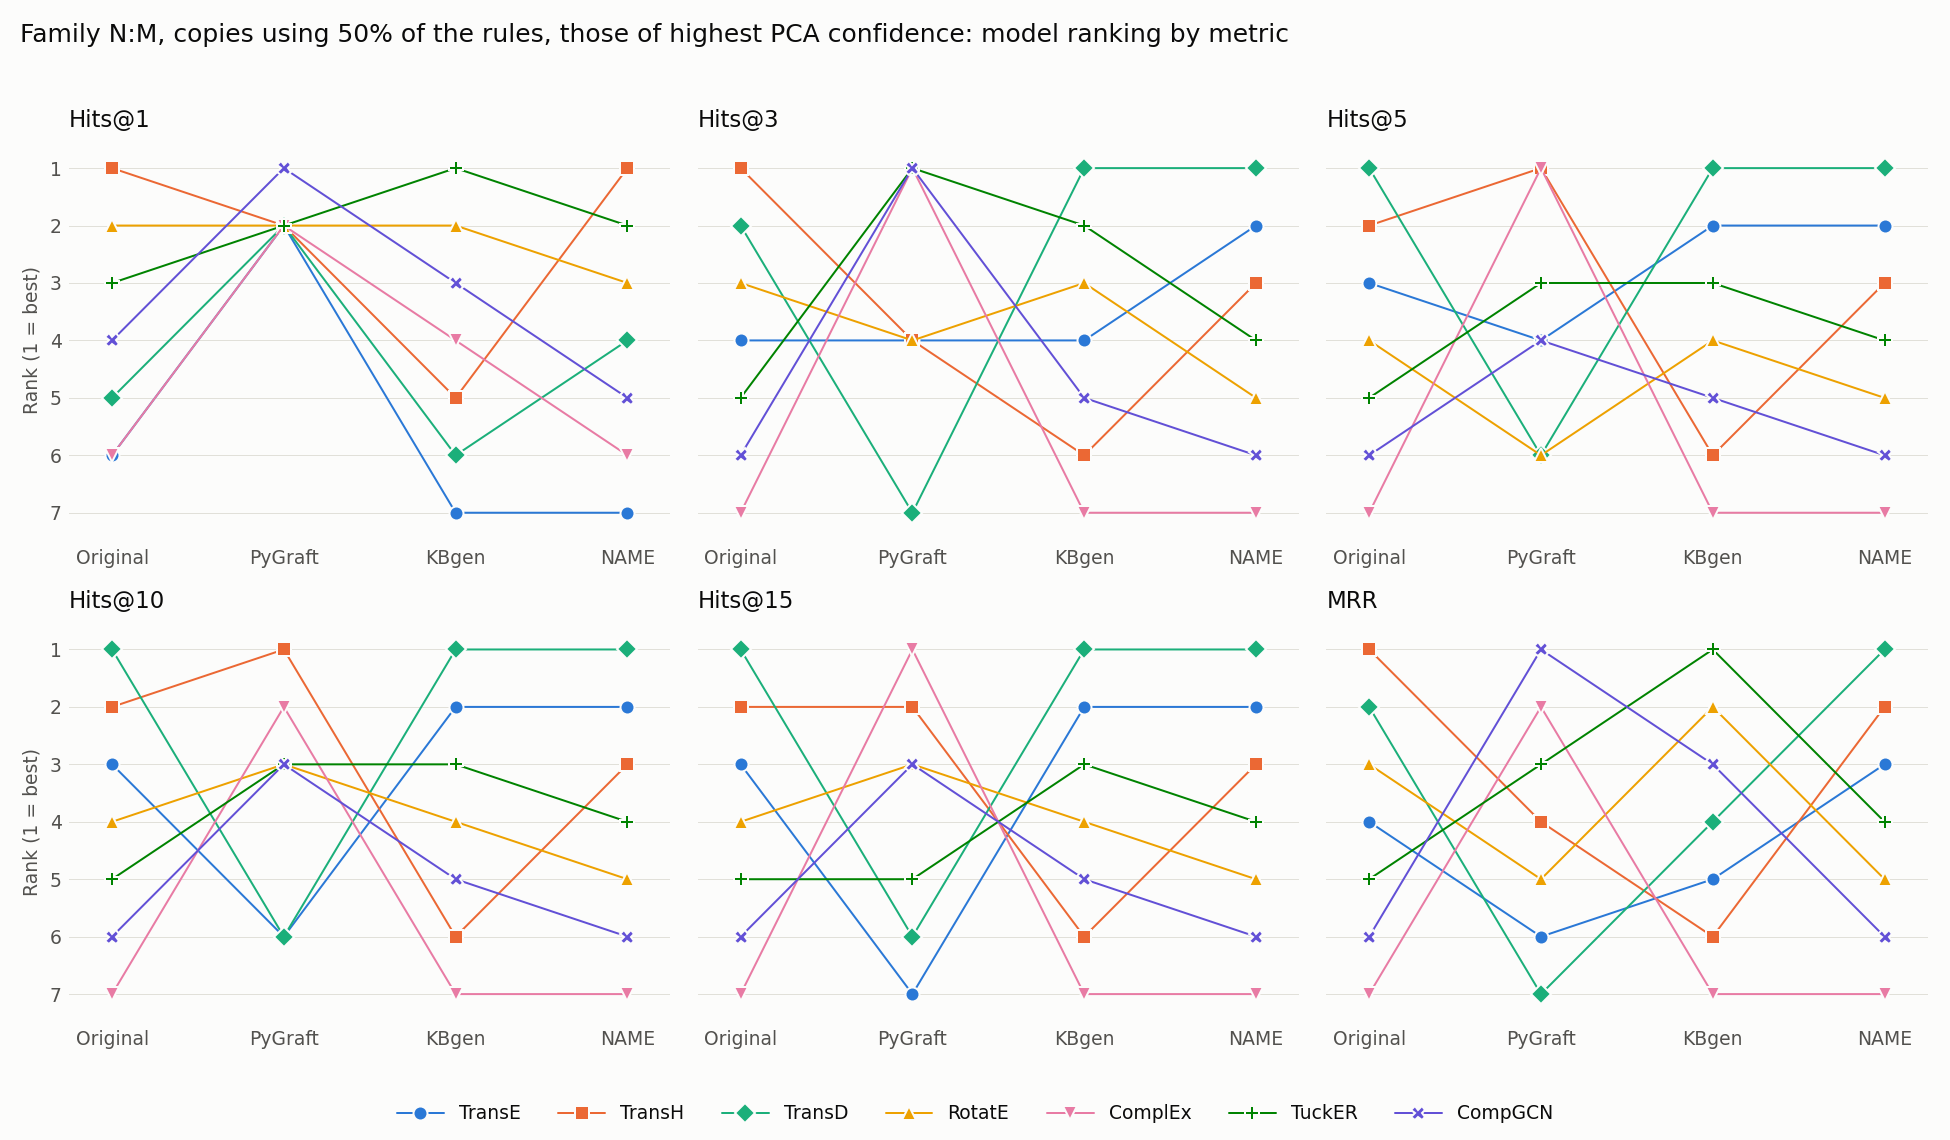 Family N:M, copies using 50% of the rules, those of highest PCA confidence: model ranking by metric
Hits@1
Hits@3
Hits@5
Rank (1 = best)
1
2
3
4
5
6
7
Original PyGraft KBgen NAME
Original PyGraft KBgen NAME
Original PyGraft KBgen NAME
Hits@10
Hits@15
MRR
Rank (1 = best)
1
2
3
4
5
6
7
Original PyGraft KBgen NAME
Original PyGraft KBgen NAME
Original PyGraft KBgen NAME
TransE TransH TransD RotatE ComplEx TuckER CompGCN